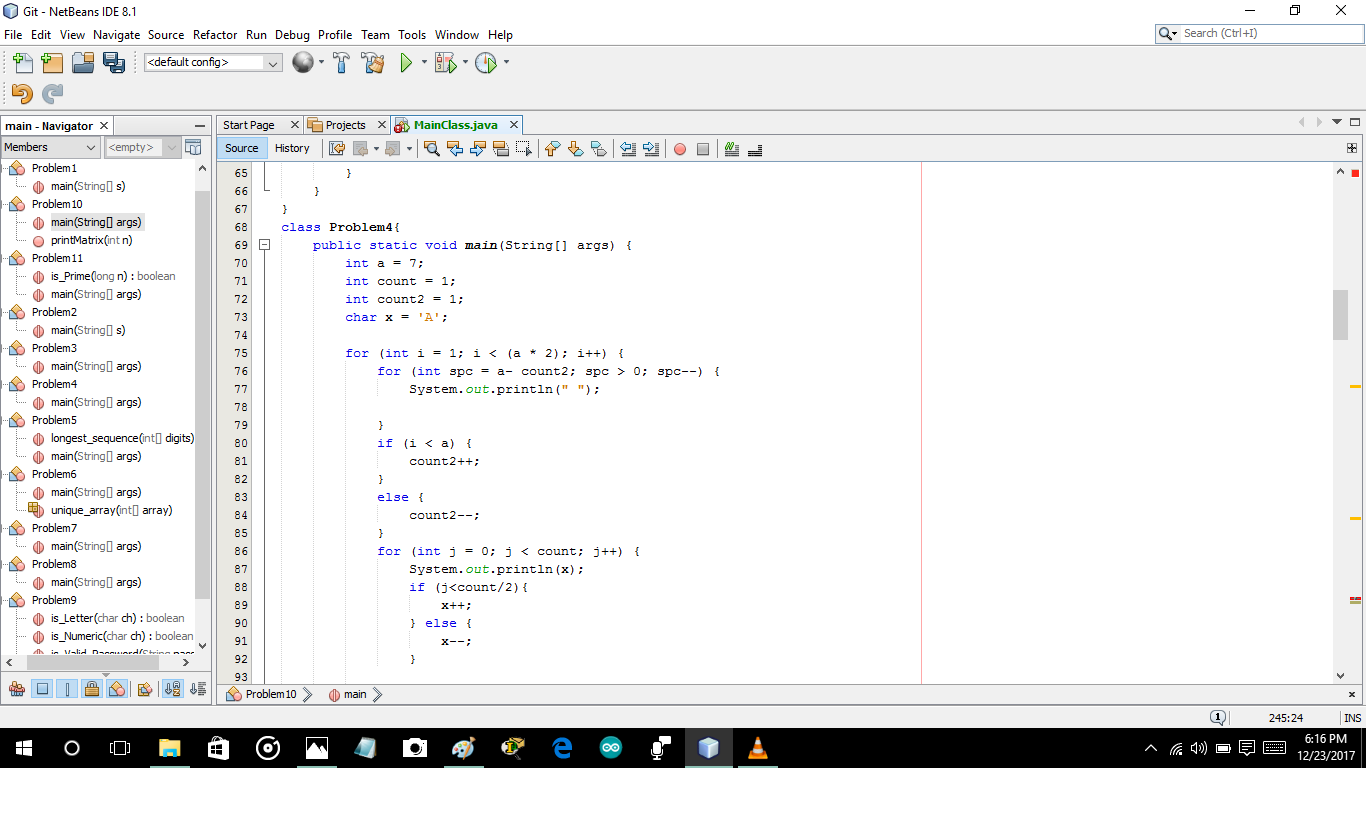 Git - NetBeans IDE 8.1
File Edit View Navigate Source Refactor Run Debug Profile Team Tools Window Help
Search (Ctrl+I)
<default config>
main - Navigator
Members
<empty>
Problem1
main(String[] s)
Problem10
main(String[] args)
printMatrix(int n)
Problem11
is_Prime(long n) : boolean
main(String[] args)
Problem2
main(String[] s)
Problem3
main(String[] args)
Problem4
main(String[] args)
Problem5
longest_sequence(int[] digits)
main(String[] args)
Problem6
main(String[] args)
unique_array(int[] array)
Problem7
main(String[] args)
Problem8
main(String[] args)
Problem9
is_Letter(char ch) : boolean
is_Numeric(char ch) : boolean
is_Valid_Password(String pass
Start Page Projects MainClass.java
Source History
65 }
66 }
67 }
68 class Problem4{
69 public static void main(String[] args) {
70 int a = 7;
71 int count = 1;
72 int count2 = 1;
73 char x = 'A';
74
75 for (int i = 1; i < (a * 2); i++) {
76 for (int spc = a- count2; spc > 0; spc--) {
77 System.out.println(" ");
78
79 }
80 if (i < a) {
81 count2++;
82 }
83 else {
84 count2--;
85 }
86 for (int j = 0; j < count; j++) {
87 System.out.println(x);
88 if (j<count/2){
89 x++;
90 } else {
91 x--;
92 }
93
Problem10 main
1 245:24 INS
6:16 PM
12/23/2017